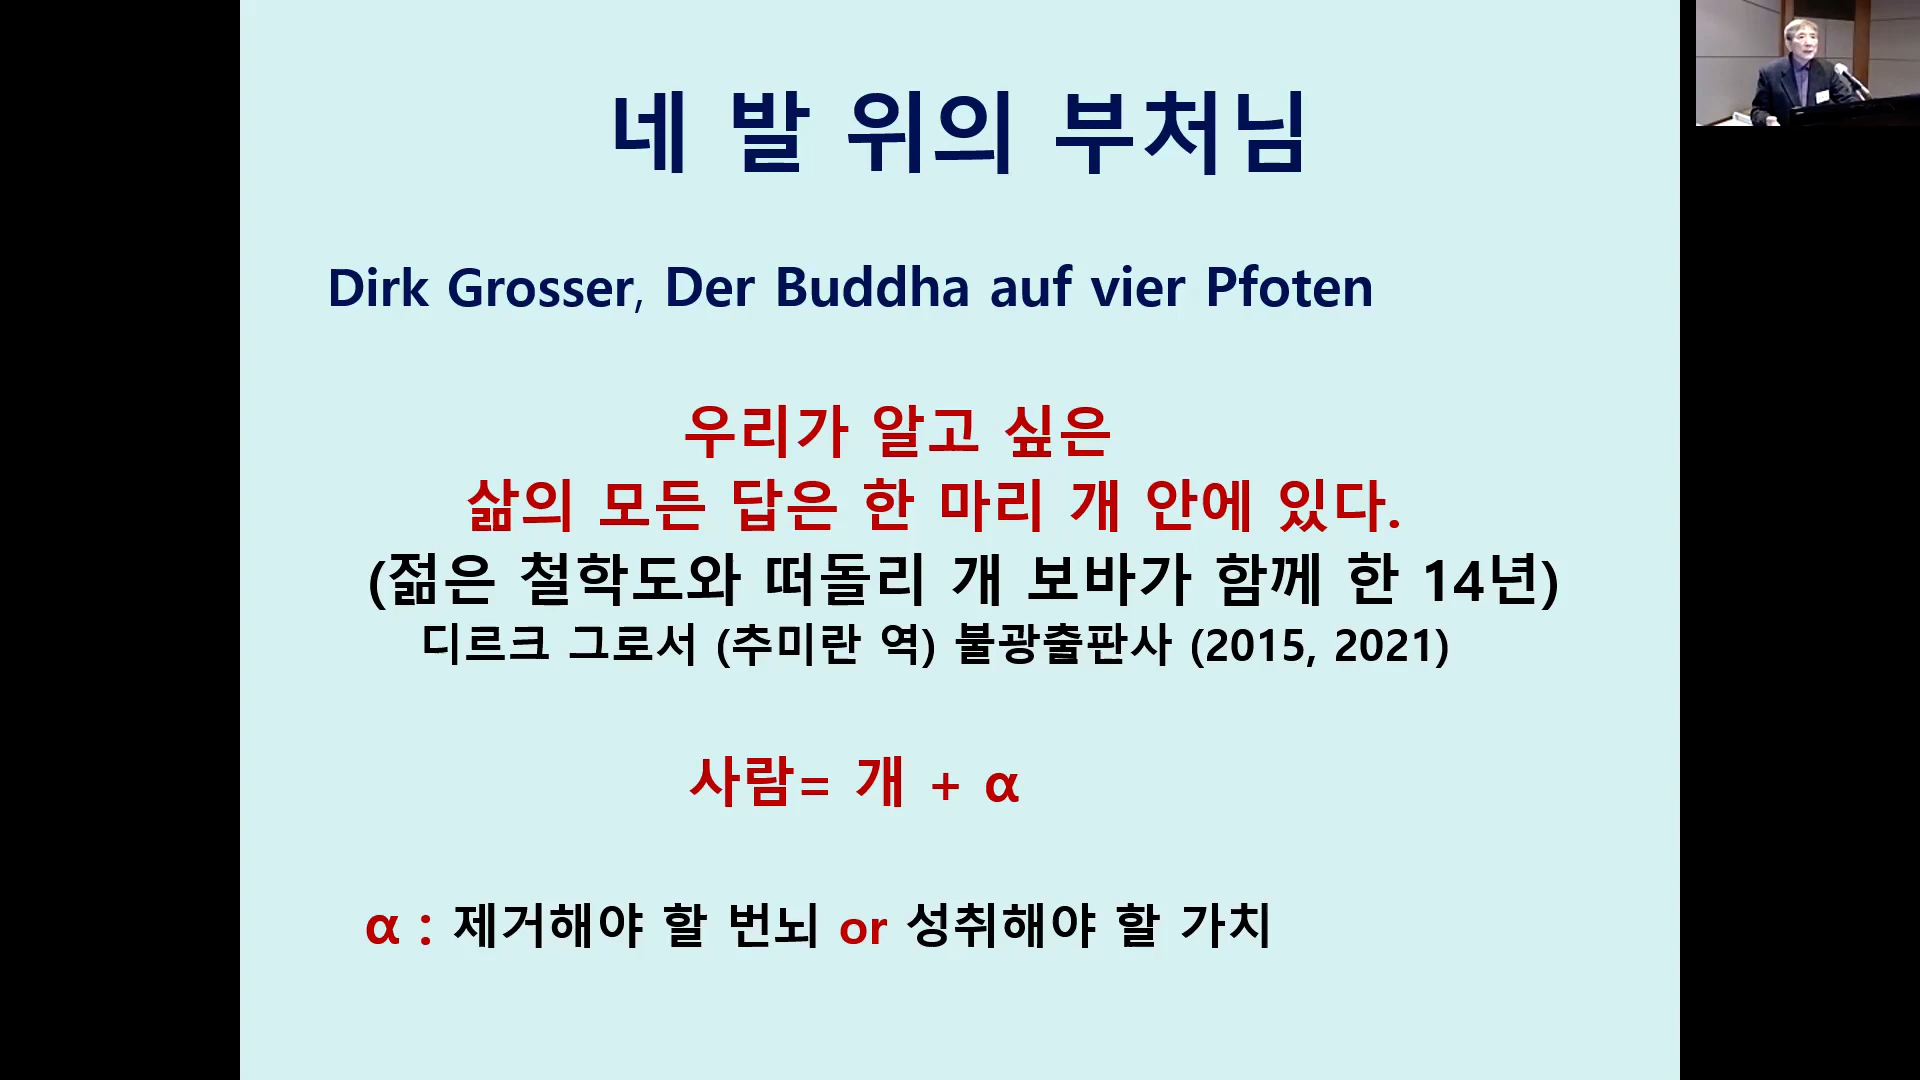 네 발 위의 부처님
Dirk Grosser, Der Buddha auf vier Pfoten
우리가 알고 싶은
삶의 모든 답은 한 마리 개 안에 있다.
(젊은 철학도와 떠돌리 개 보바가 함께 한 14년)
디르크 그로서 (추미란 역) 불광출판사 (2015, 2021)
사람= 개 + α
α : 제거해야 할 번뇌 or 성취해야 할 가치